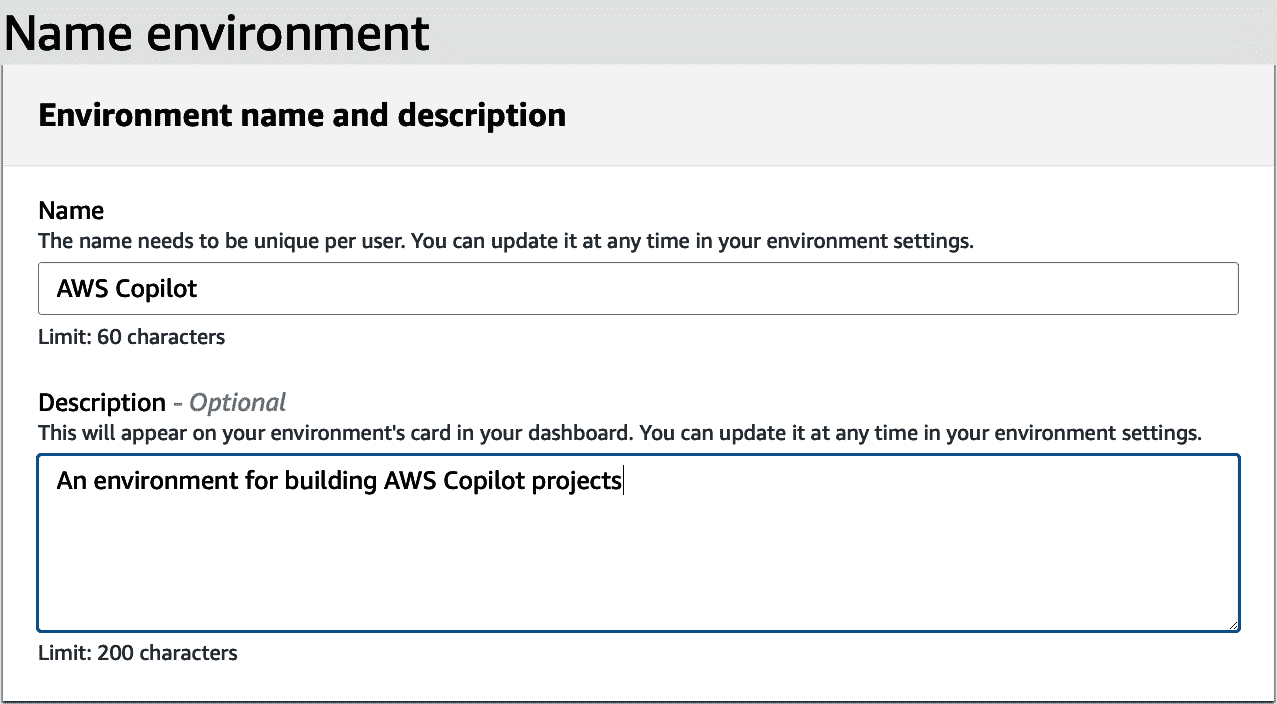 Name environment
Environment name and description
Name
The name needs to be unique per user. You can update it at any time in your environment settings.
AWS Copilot
Limit: 60 characters
Description - Optional
This will appear on your environment's card in your dashboard. You can update it at any time in your environment settings.
An environment for building AWS Copilot projects
Limit: 200 characters